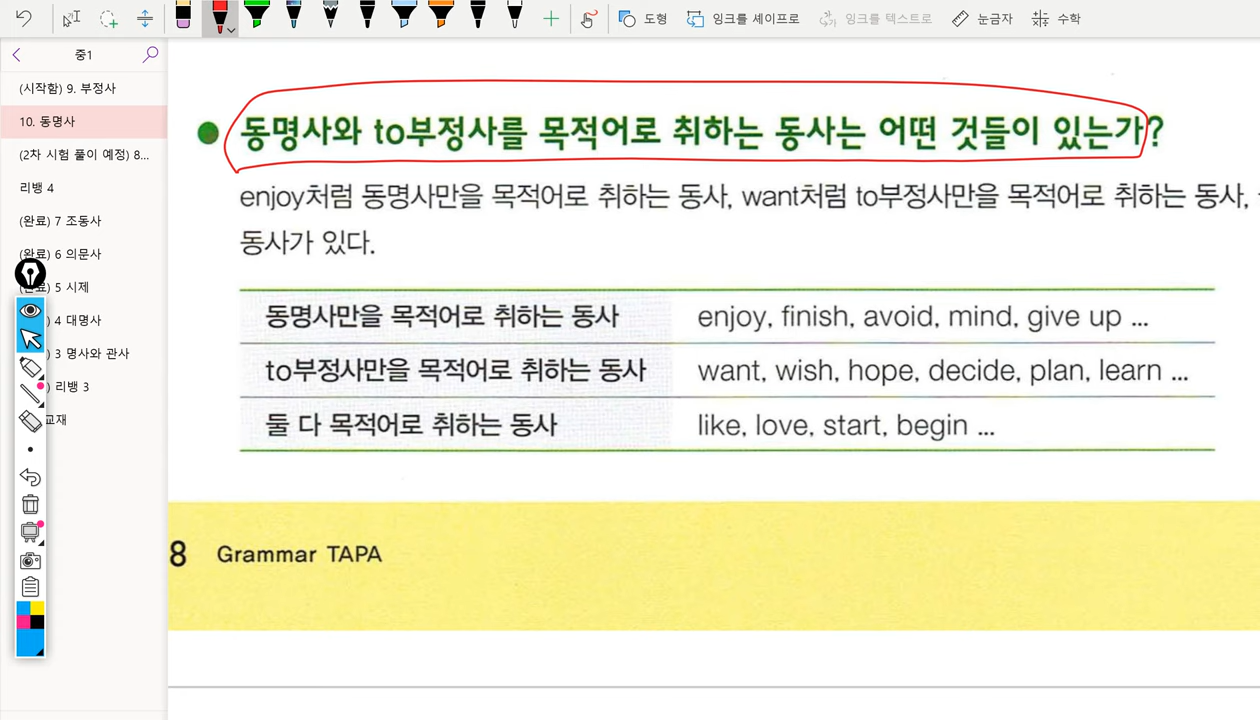 도형
잉크를 셰이프로
잉크를 텍스트로
눈금자
수학
중1
(시작함) 9. 부정사
10. 동명사
(2차 시험 풀이 예정) 8...
리뱅 4
(완료) 7 조동사
(완료) 6 의문사
) 5 시제
) 4 대명사
) 3 명사와 관사
) 리뱅 3
교재
동명사와 to부정사를 목적어로 취하는 동사는 어떤 것들이 있는가?
enjoy처럼 동명사만을 목적어로 취하는 동사, want처럼 to부정사만을 목적어로 취하는 동사,
동사가 있다.
동명사만을 목적어로 취하는 동사 enjoy, finish, avoid, mind, give up ...
to부정사만을 목적어로 취하는 동사 want, wish, hope, decide, plan, learn ...
둘 다 목적어로 취하는 동사 like, love, start, begin ...
8 Grammar TAPA